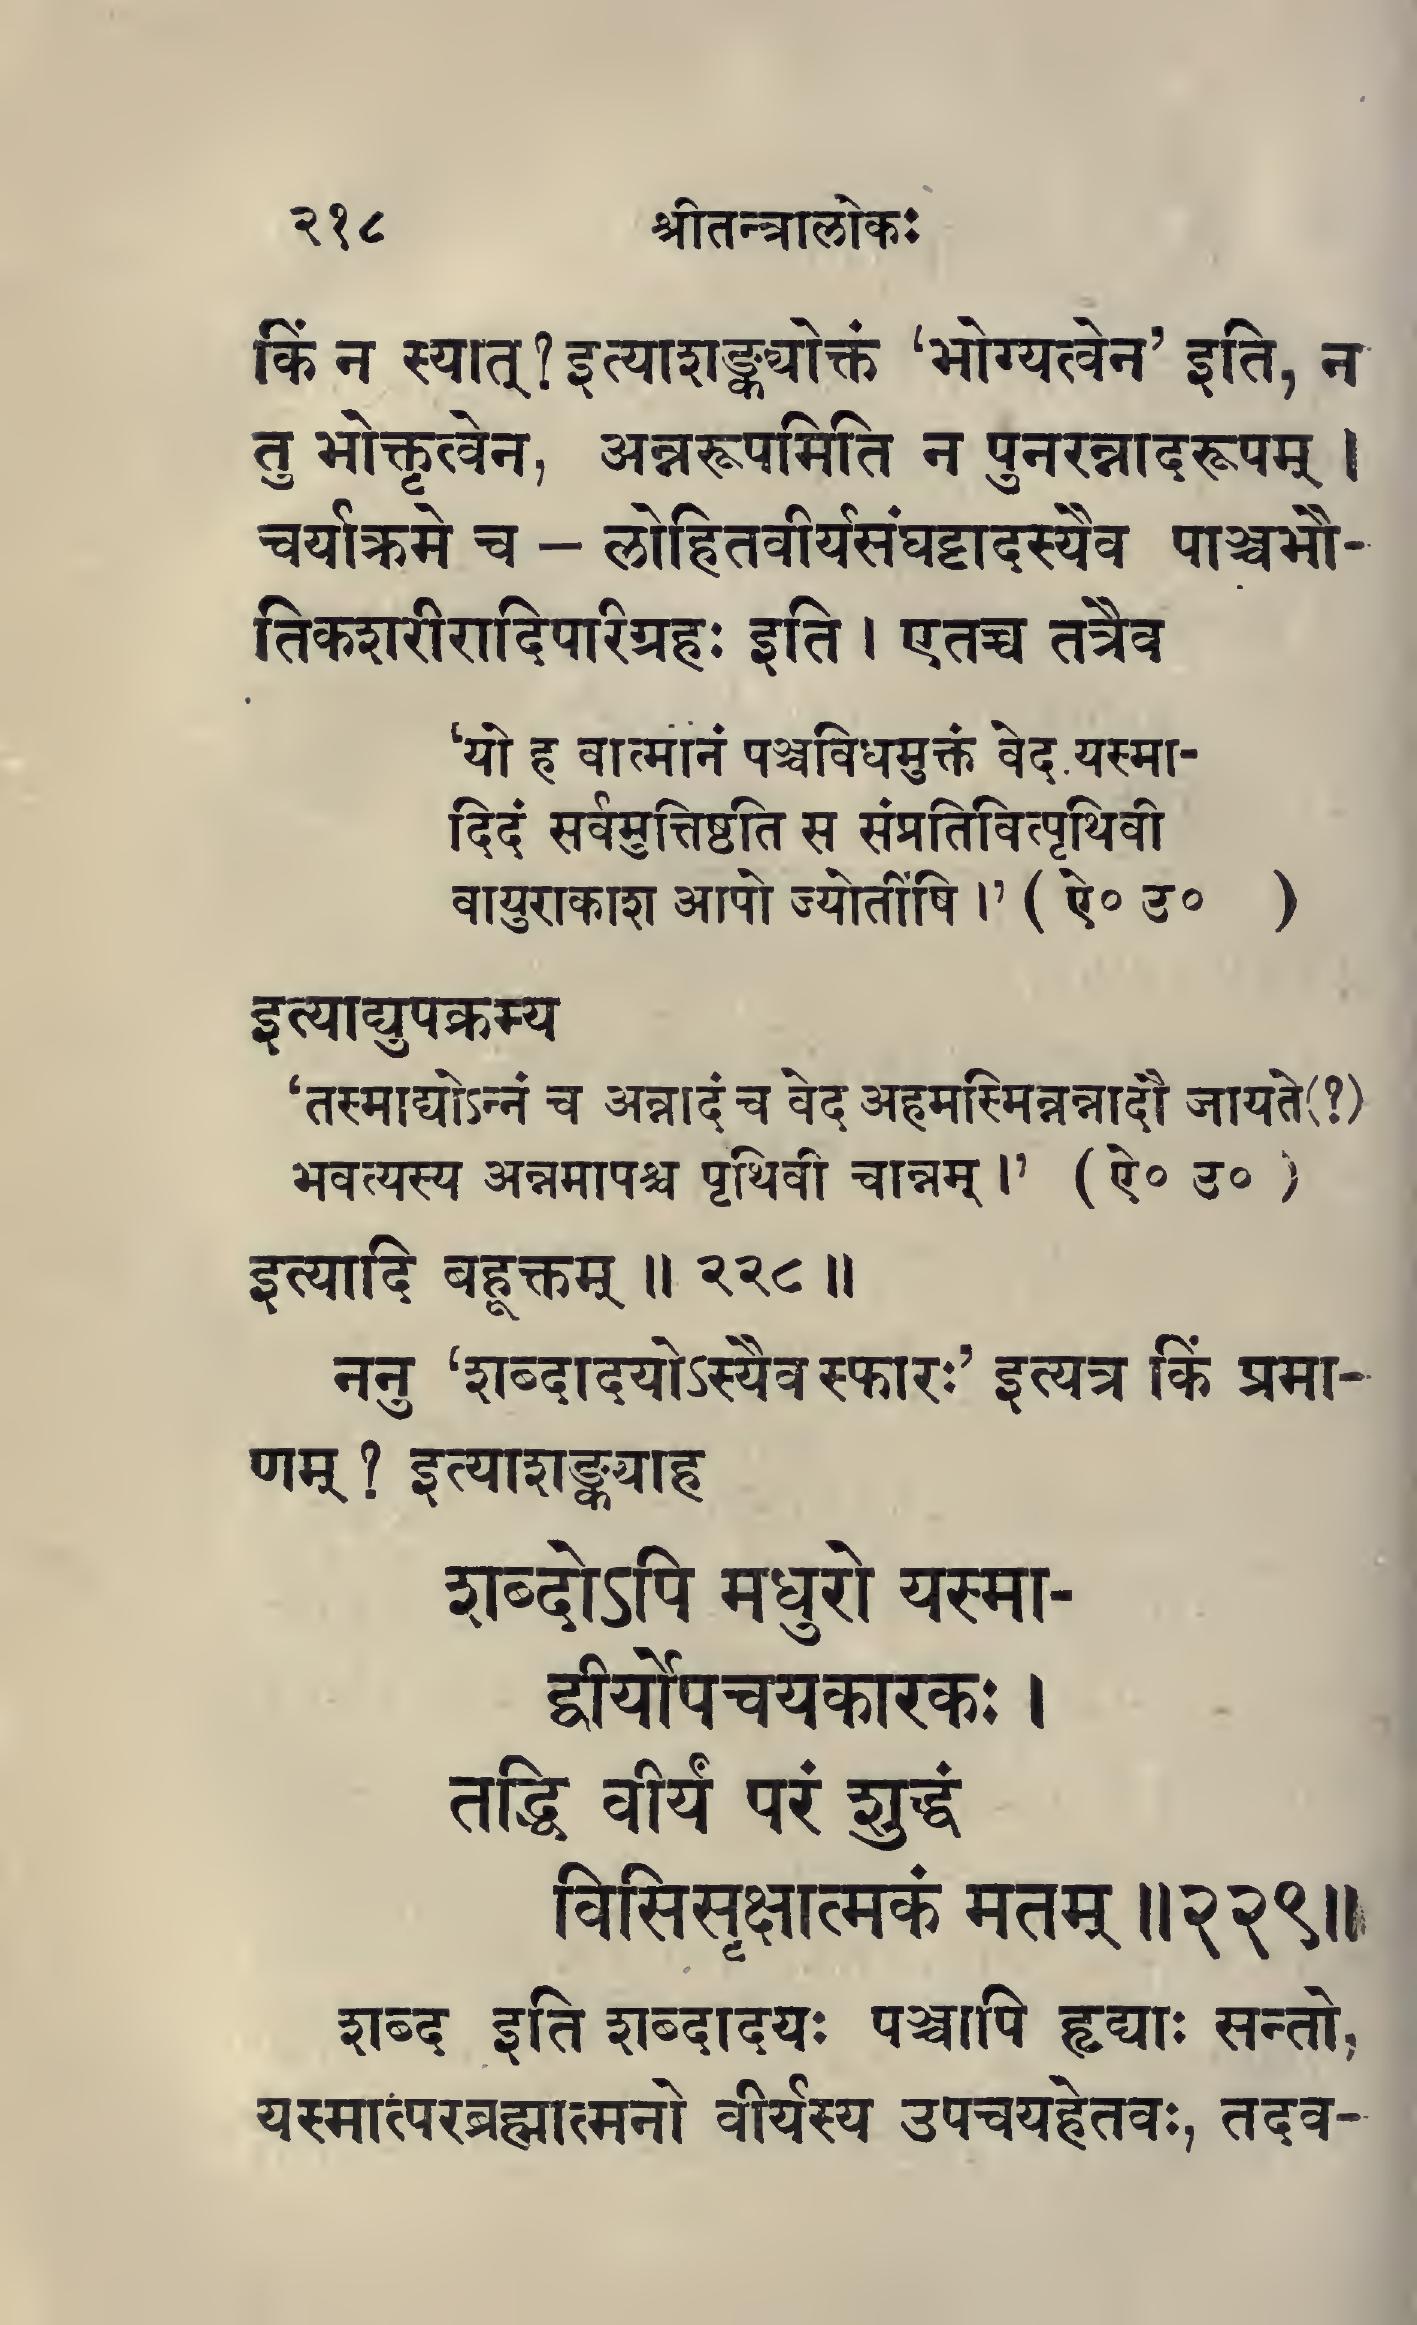 २१८ श्रीतन्त्रालोकः
किं न स्यात्? इत्याशङ्क्योक्तं ‘भोग्यत्वेन’ इति, न
तु भोक्तृत्वेन, अन्नरूपमिति न पुनरन्नादरूपम् ।
चर्याक्रमे च – लोहितवीर्यसंघट्टादस्यैव पाञ्चभौ-
तिकशरीरादिपरिग्रहः इति । एतच्च तत्रैव
‘यो ह वात्मानं पञ्चविधमुक्तं वेद यस्मा-
दिदं सर्वमुत्तिष्ठति स संप्रतिवित्पृथिवी
वायुराकाश आपो ज्योतींषि ।’ ( ऐ० उ० )
इत्याद्युपक्रम्य
‘तस्माद्योऽन्नं च अन्नादं च वेद अहमस्मिन्नन्नादौ जायते(?)
भवत्यस्य अन्नमापश्च पृथिवी चान्नम् ।’ ( ऐ० उ० )
इत्यादि बहूक्तम् ॥ २२८ ॥
ननु ‘शब्दादयोऽस्यैव स्फारः’ इत्यत्र किं प्रमा-
णम् ? इत्याशङ्क्याह
शब्दोऽपि मधुरो यस्मा-
द्वीर्योपचयकारकः ।
तद्धि वीर्यं परं शुद्धं
विसिसृक्षात्मकं मतम् ॥२२९॥
शब्द इति शब्दादयः पञ्चापि हृद्याः सन्तो,
यस्मात्परब्रह्मात्मनो वीर्यस्य उपचयहेतवः, तदव-